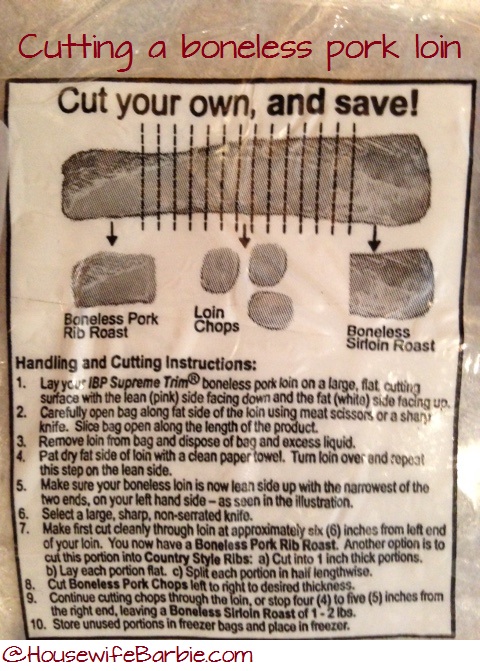 Cutting a boneless pork loin
Cut your own, and save!
Boneless Pork
Rib Roast
Loin
Chops
Boneless
Sirloin Roast
Handling and Cutting Instructions:
1. Lay your IBP Supreme Trim® boneless pork loin on a large, flat, cutting
surface with the lean (pink) side facing down and the fat (white) side facing up.
2. Carefully open bag along fat side of the loin using meat scissors or a sharp
knife. Slice bag open along the length of the product.
3. Remove loin from bag and dispose of bag and excess liquid.
4. Pat dry fat side of loin with a clean paper towel. Turn loin over and repeat
this step on the lean side.
5. Make sure your boneless loin is now lean side up with the narrowest of the
two ends, on your left hand side – as seen in the illustration.
6. Select a large, sharp, non-serrated knife.
7. Make first cut cleanly through loin at approximately six (6) inches from left end
of your loin. You now have a Boneless Pork Rib Roast. Another option is to
cut this portion into Country Style Ribs: a) Cut into 1 inch thick portions.
b) Lay each portion flat. c) Split each portion in half lengthwise.
8. Cut Boneless Pork Chops left to right to desired thickness.
9. Continue cutting chops through the loin, or stop four (4) to five (5) inches from
the right end, leaving a Boneless Sirloin Roast of 1 - 2 lbs.
10. Store unused portions in freezer bags and place in freezer.
@HousewifeBarbie.com